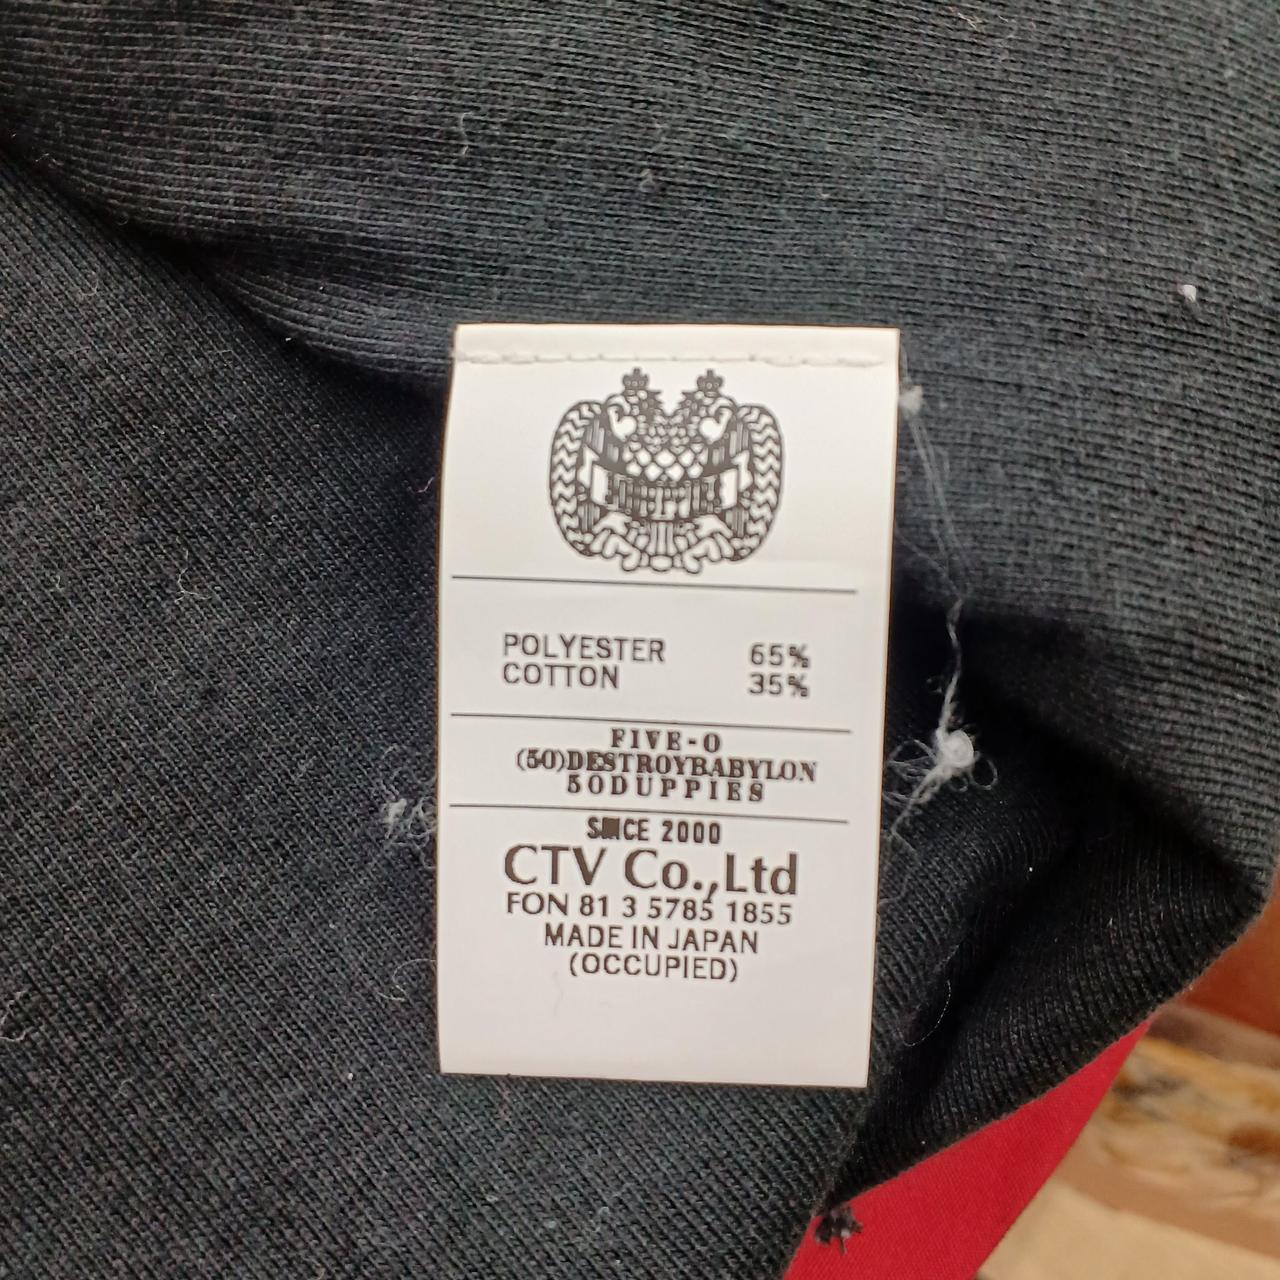 POLYESTER 65%
COTTON 35%
FIVE-O
(50)DESTROYBABYLON
50DUPPIES
CE 2000
CTV Co.,Ltd
FON 81 3 5785 1855
MADE IN JAPAN
(OCCUPIED)